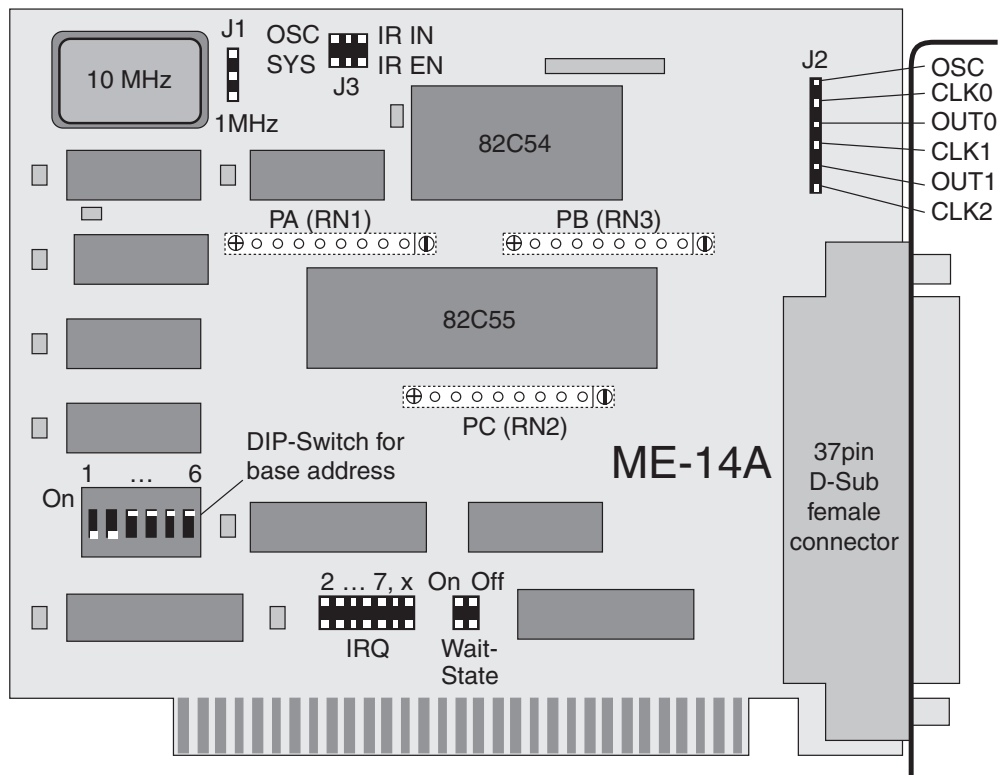 J1
OSC
IR IN
SYS
IR EN
J3
10 MHz
1MHz
82C54
J2
OSC
CLK0
OUT0
CLK1
OUT1
CLK2
PA (RN1)
PB (RN3)
82C55
PC (RN2)
DIP-Switch for
base address
1 ... 6
On
ME-14A
37pin
D-Sub
female
connector
2 ... 7, x
On Off
IRQ
Wait-
State